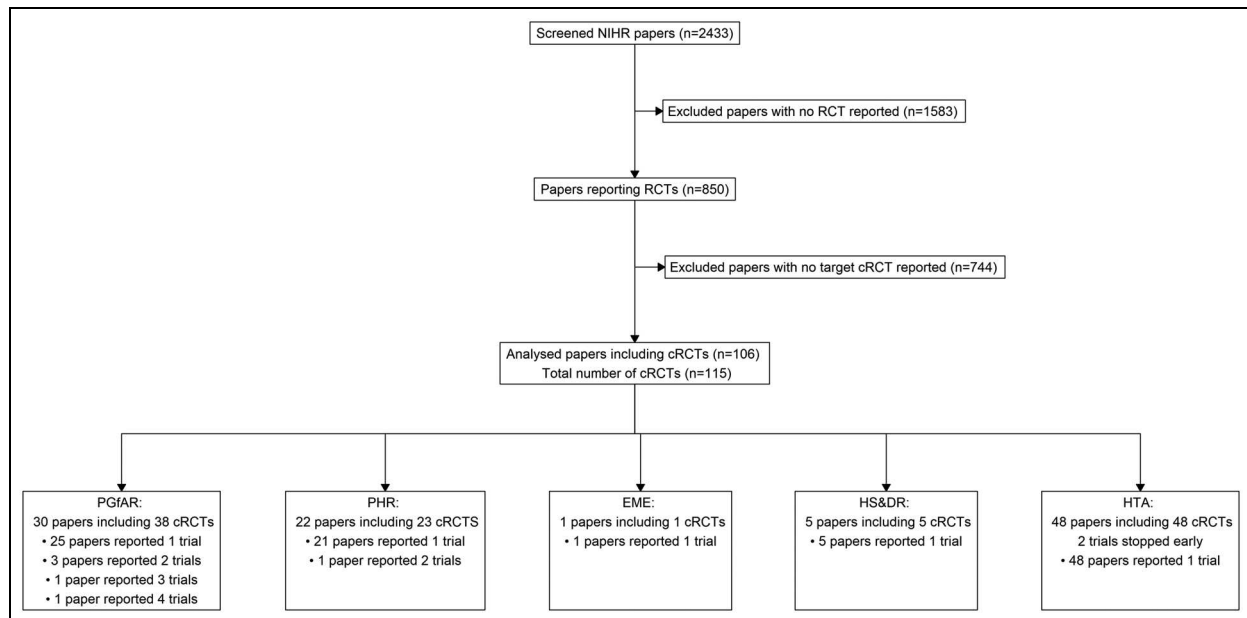 Screened NIHR papers (n=2433)
Excluded papers with no RCT reported (n=1583)
Papers reporting RCTs (n=850)
Excluded papers with no target cRCT reported (n=744)
Analysed papers including cRCTs (n=106)
Total number of cRCTs (n=115)
PGfAR:
30 papers including 38 cRCTs
• 25 papers reported 1 trial
• 3 papers reported 2 trials
• 1 paper reported 3 trials
• 1 paper reported 4 trials
PHR:
22 papers including 23 cRCTS
• 21 papers reported 1 trial
• 1 paper reported 2 trials
EME:
1 papers including 1 cRCTs
• 1 papers reported 1 trial
HS&DR:
5 papers including 5 cRCTs
• 5 papers reported 1 trial
HTA:
48 papers including 48 cRCTs
2 trials stopped early
• 48 papers reported 1 trial